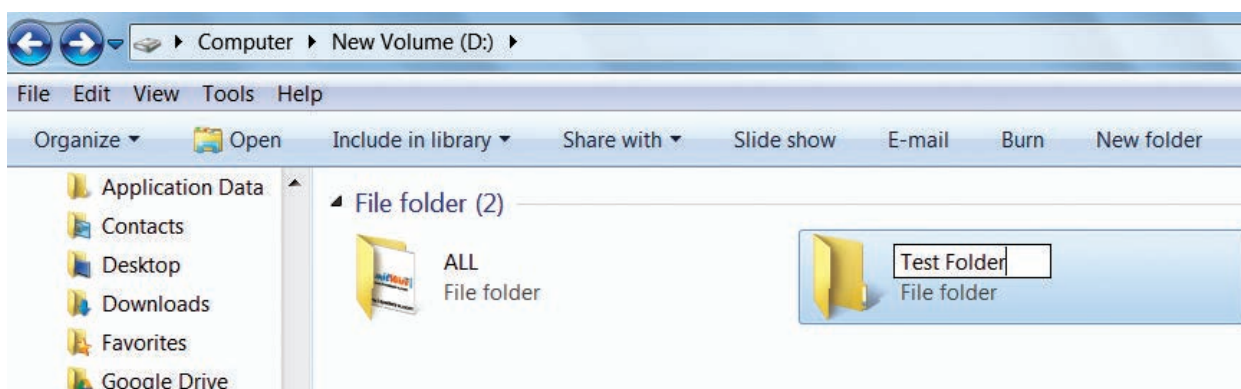 Computer New Volume (D:)
File Edit View Tools Help
Organize Open Include in library Share with Slide show E-mail Burn New folder
Application Data
Contacts
Desktop
Downloads
Favorites
Google Drive
File folder (2)
ALL
File folder
Test Folder
File folder